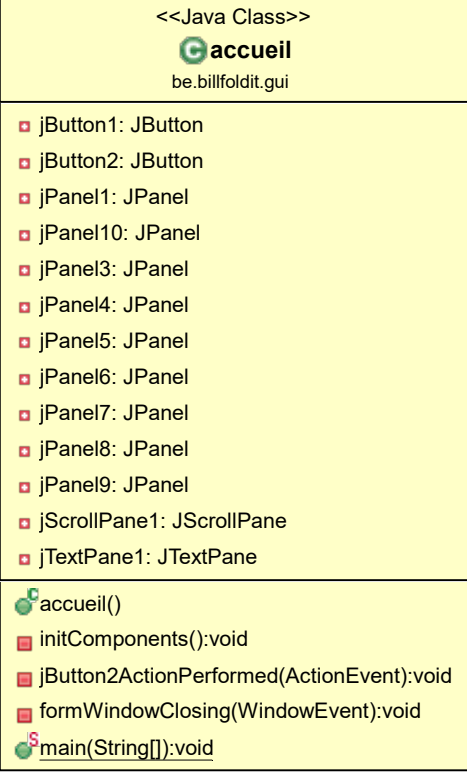 <<Java Class>>
accueil
be.billfoldit.gui
jButton1: JButton
jButton2: JButton
jPanel1: JPanel
jPanel10: JPanel
jPanel3: JPanel
jPanel4: JPanel
jPanel5: JPanel
jPanel6: JPanel
jPanel7: JPanel
jPanel8: JPanel
jPanel9: JPanel
jScrollPane1: JScrollPane
jTextPane1: JTextPane
accueil()
initComponents():void
jButton2ActionPerformed(ActionEvent):void
formWindowClosing(WindowEvent):void
main(String[]):void